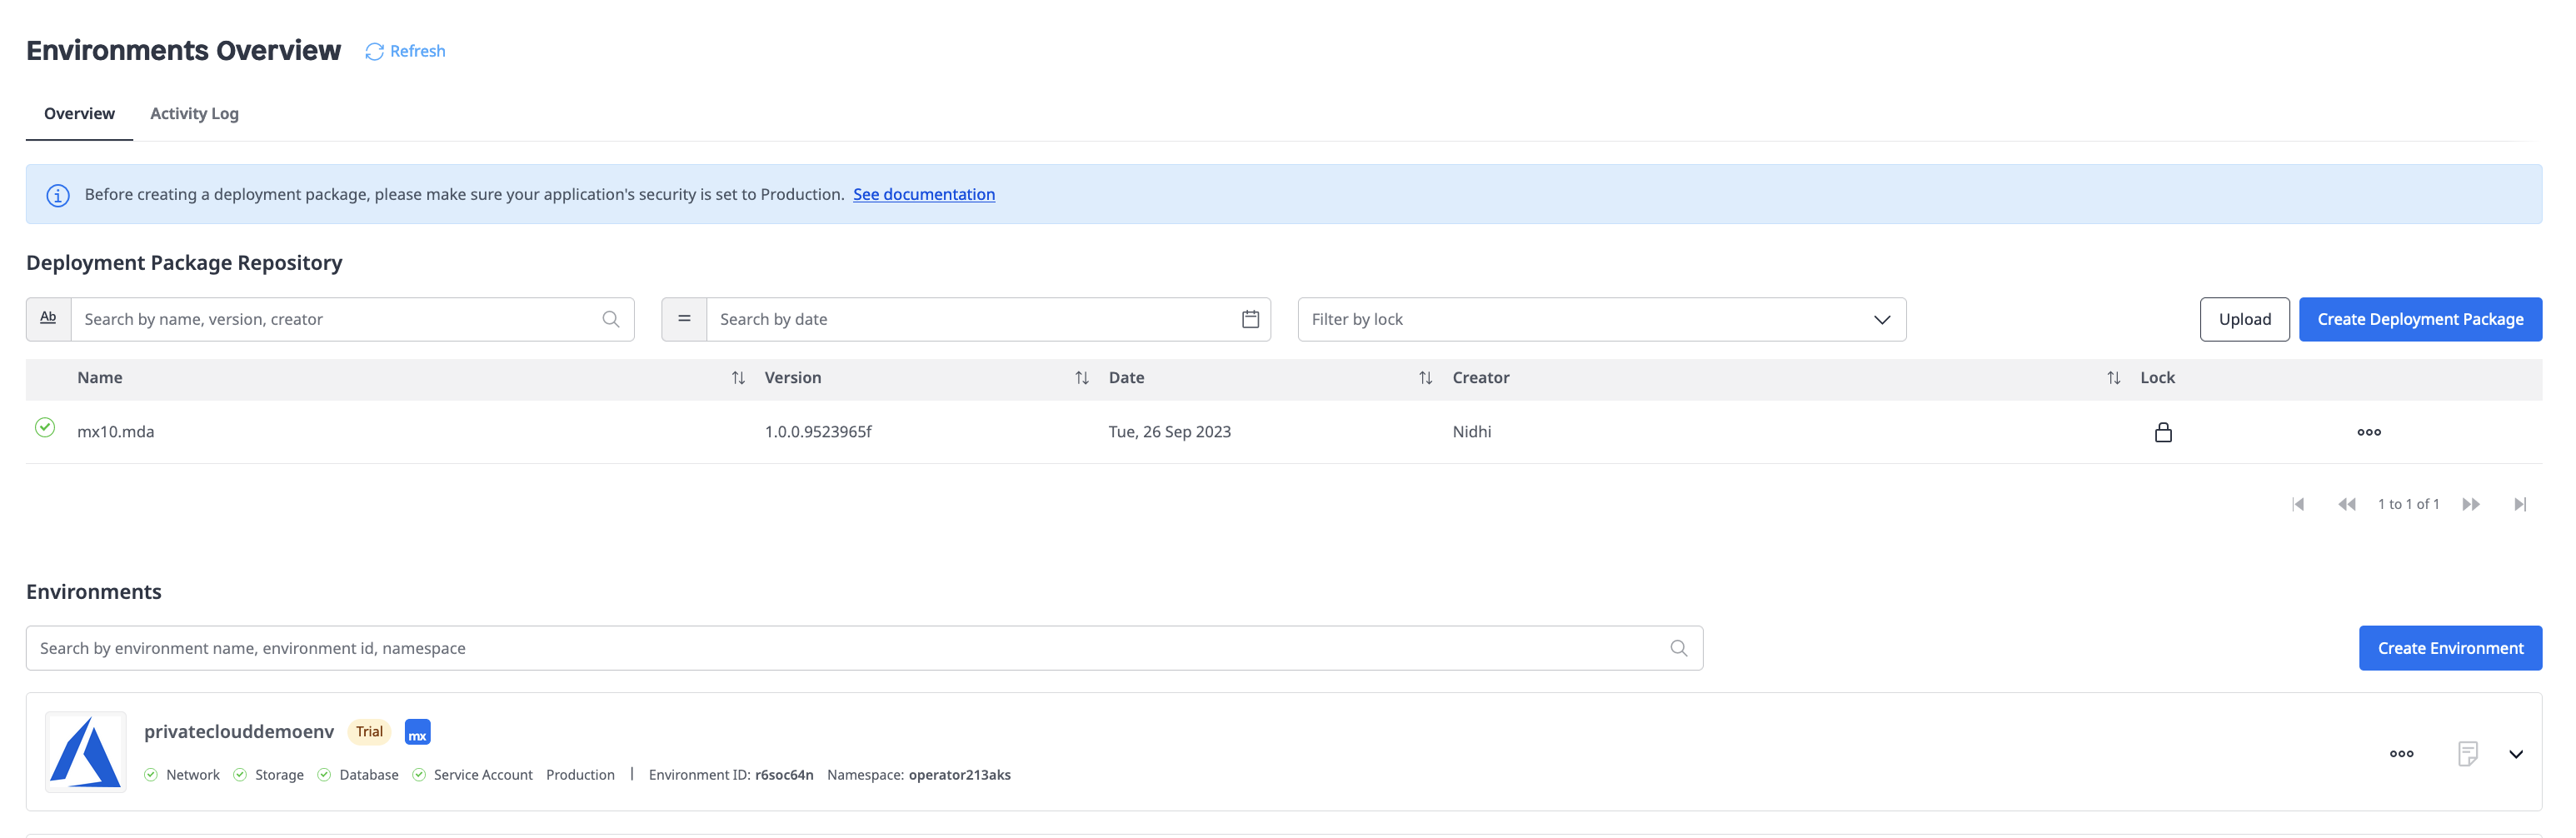 Environments Overview Refresh
Overview Activity Log
Before creating a deployment package, please make sure your application's security is set to Production. See documentation
Deployment Package Repository
Ab Search by name, version, creator = Search by date Filter by lock Upload Create Deployment Package
Name Version Date Creator Lock
mx10.mda 1.0.0.9523965f Tue, 26 Sep 2023 Nidhi
1 to 1 of 1
Environments
Search by environment name, environment id, namespace Create Environment
privateclouddemoenv Trial mx
Network Storage Database Service Account Production | Environment ID: r6soc64n Namespace: operator213aks